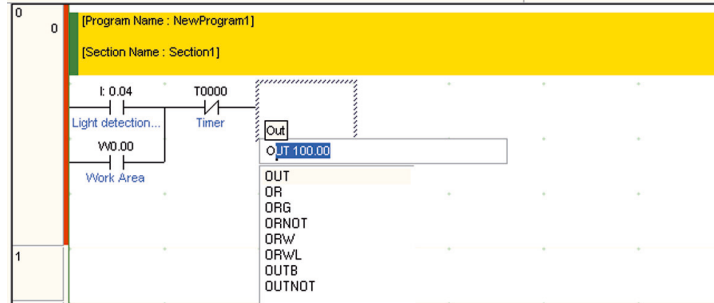 0
0
[Program Name : NewProgram1]
[Section Name : Section1]
I: 0.04
T0000
Light detection...
Timer
Out
W0.00
OUT 100.00
Work Area
OUT
OR
ORG
ORNOT
ORW
ORWL
OUTB
OUTNOT
1